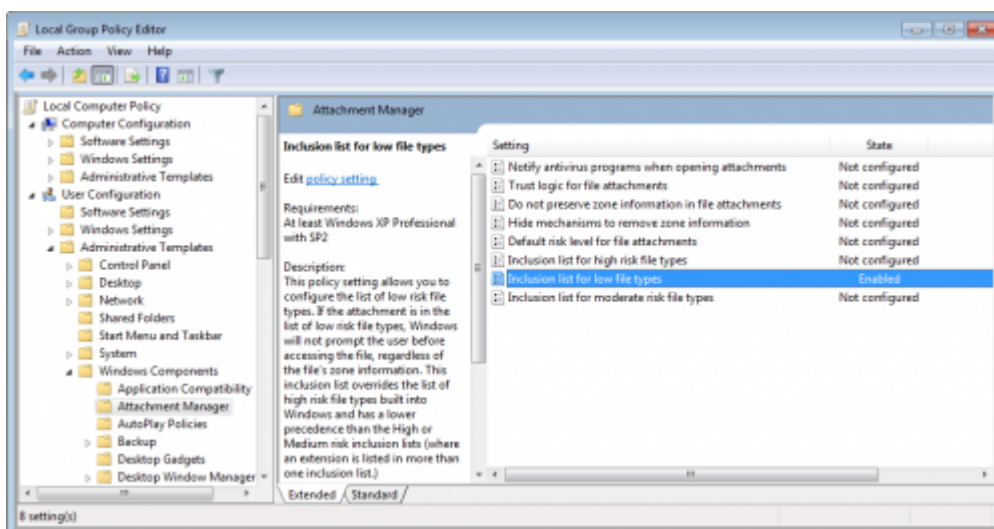 Local Group Policy Editor
File Action View Help
Local Computer Policy
Computer Configuration
Software Settings
Windows Settings
Administrative Templates
User Configuration
Software Settings
Windows Settings
Administrative Templates
Control Panel
Desktop
Network
Shared Folders
Start Menu and Taskbar
System
Windows Components
Application Compatibility
Attachment Manager
AutoPlay Policies
Backup
Desktop Gadgets
Desktop Window Manager
Attachment Manager
Inclusion list for low file types
Edit policy setting
Requirements:
At least Windows XP Professional
with SP2
Description:
This policy setting allows you to
configure the list of low risk file
types. If the attachment is in the
list of low risk file types, Windows
will not prompt the user before
accessing the file, regardless of
the file's zone information. This
inclusion list overrides the list of
high risk file types built into
Windows and has a lower
precedence than the High or
Medium risk inclusion lists (where
an extension is listed in more than
one inclusion list.)
Setting State
Notify antivirus programs when opening attachments Not configured
Trust logic for file attachments Not configured
Do not preserve zone information in file attachments Not configured
Hide mechanisms to remove zone information Not configured
Default risk level for file attachments Not configured
Inclusion list for high risk file types Not configured
Inclusion list for low file types Enabled
Inclusion list for moderate risk file types Not configured
Extended Standard
8 setting(s)